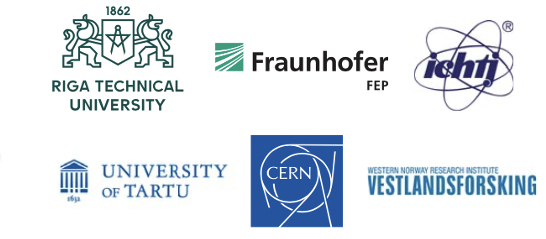 1862
RIGA TECHNICAL
UNIVERSITY
Fraunhofer
FEP
ichtj
®
UNIVERSITY
OF TARTU
1632
CERN
WESTERN NORWAY RESEARCH INSTITUTE
VESTLANDSFORSKING